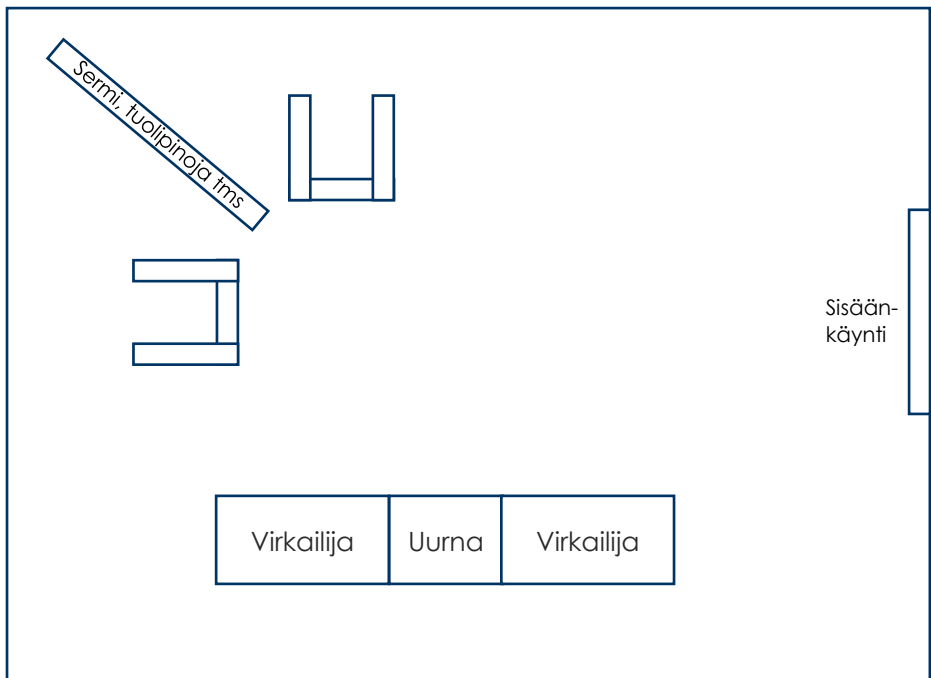 Sermi, tuolipinoja tms
Sisään-
käynti
Virkailija
Uurna
Virkailija